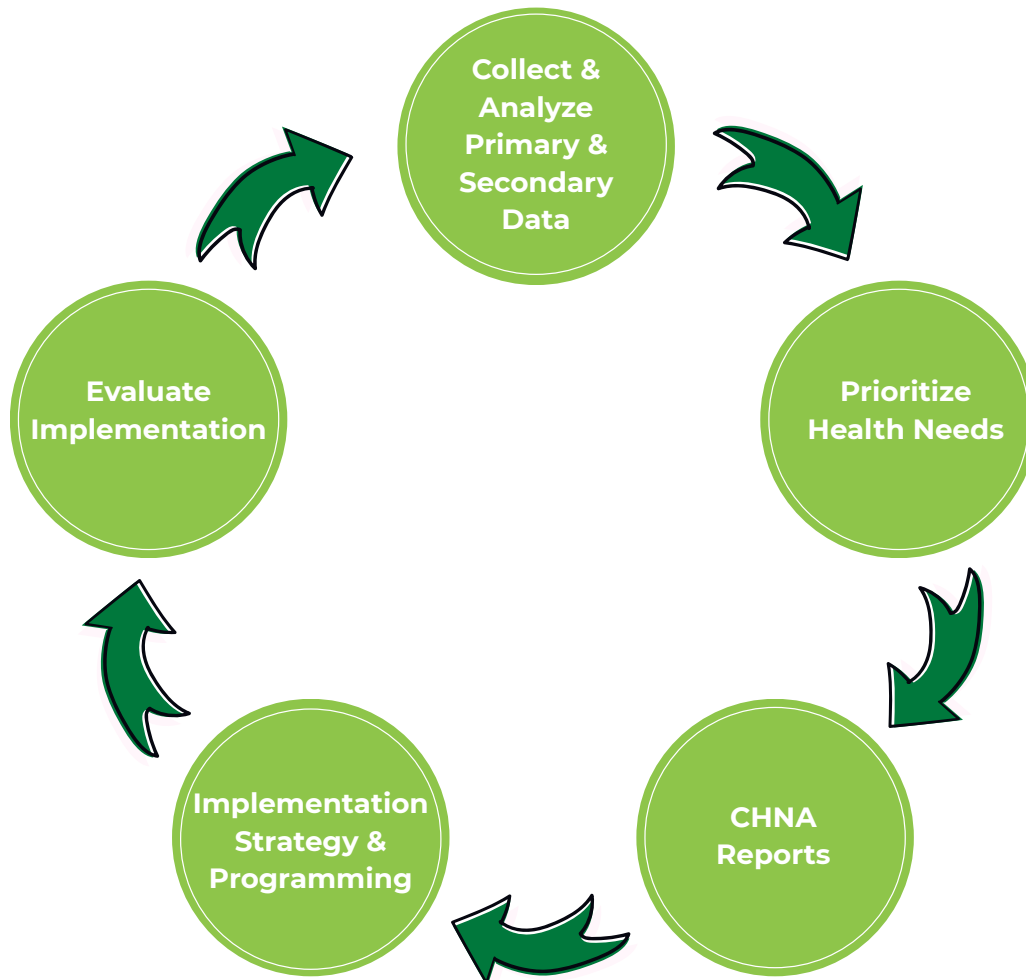 Collect &
Analyze
Primary &
Secondary
Data
Prioritize
Health Needs
CHNA
Reports
Implementation
Strategy &
Programming
Evaluate
Implementation